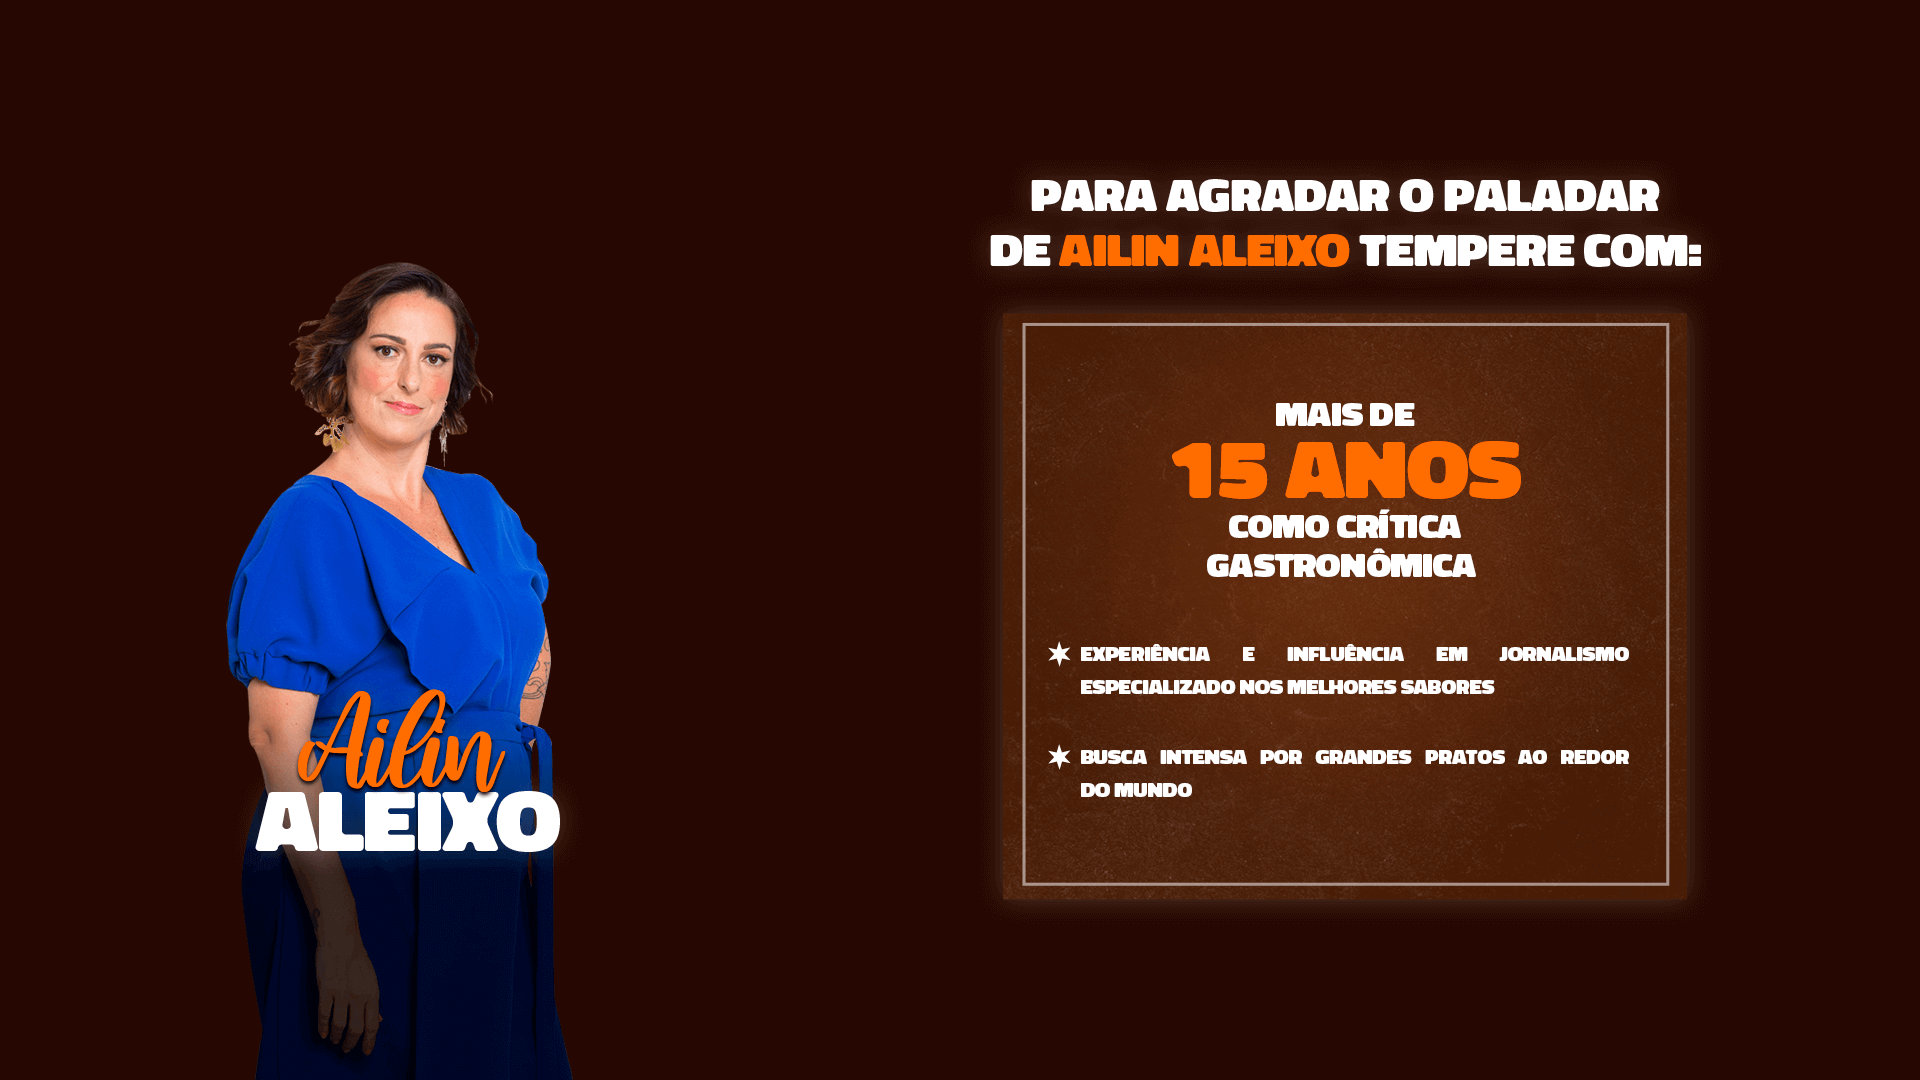 PARA AGRADAR O PALADAR
DE AILIN ALEIXO TEMPERE COM:
MAIS DE
15 ANOS
COMO CRÍTICA
GASTRONÔMICA
EXPERIÊNCIA E INFLUÊNCIA EM JORNALISMO
ESPECIALIZADO NOS MELHORES SABORES
BUSCA INTENSA POR GRANDES PRATOS AO REDOR
DO MUNDO
Ailin
ALEIXO